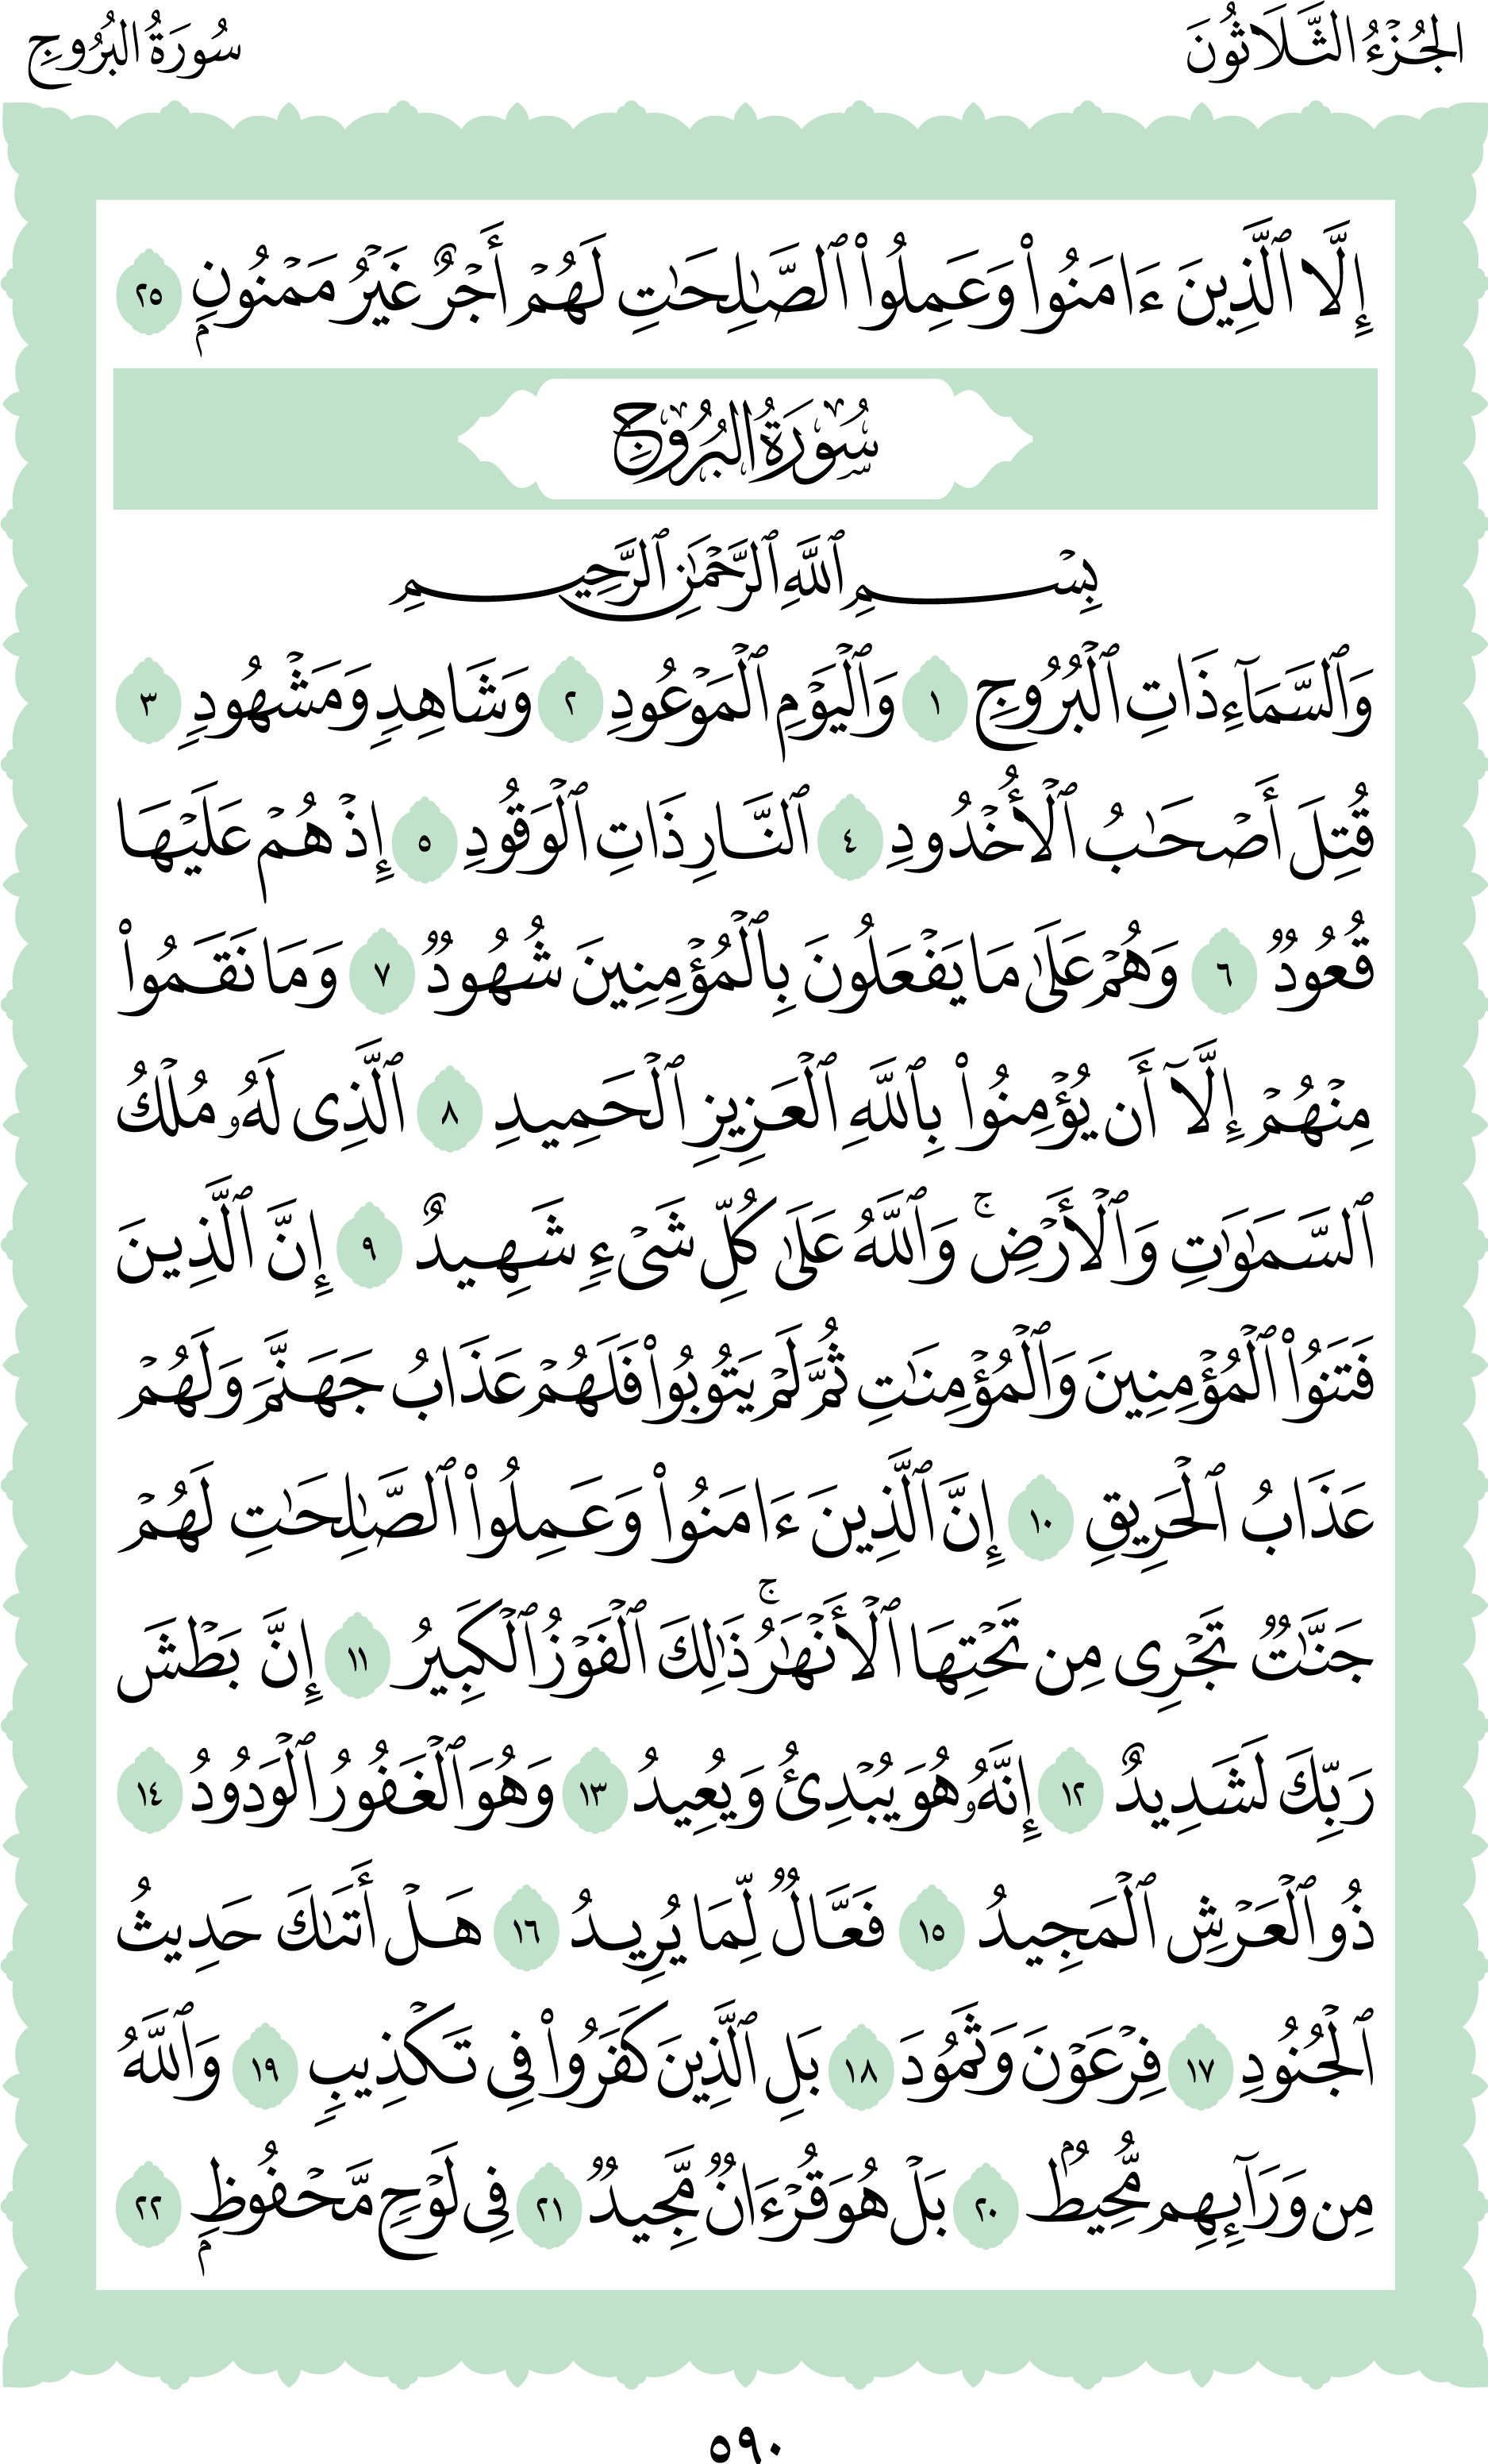 الجُزْءُ الثَّلَاثُونَ
سُورَةُ البُرُوجِ
إِلَّا ٱلَّذِينَ ءَامَنُوا۟ وَعَمِلُوا۟ ٱلصَّـٰلِحَـٰتِ لَهُمۡ أَجۡرٌ غَيۡرُ مَمۡنُونِۭ ٢٥
سُورَةُ البُرُوجِ
بِسۡمِ ٱللَّهِ ٱلرَّحۡمَـٰنِ ٱلرَّحِيمِ
وَٱلسَّمَآءِ ذَاتِ ٱلۡبُرُوجِ ١ وَٱلۡيَوۡمِ ٱلۡمَوۡعُودِ ٢ وَشَاهِدٍ وَمَشۡهُودٍ ٣
قُتِلَ أَصۡحَـٰبُ ٱلۡأُخۡدُودِ ٤ ٱلنَّارِ ذَاتِ ٱلۡوَقُودِ ٥ إِذۡ هُمۡ عَلَيۡهَا
قُعُودٌ ٦ وَهُمۡ عَلَىٰ مَا يَفۡعَلُونَ بِٱلۡمُؤۡمِنِينَ شُهُودٌ ٧ وَمَا نَقَمُوا۟
مِنۡهُمۡ إِلَّآ أَن يُؤۡمِنُوا۟ بِٱللَّهِ ٱلۡعَزِيزِ ٱلۡحَمِيدِ ٨ ٱلَّذِى لَهُۥ مُلۡكُ
ٱلسَّمَـٰوَٰتِ وَٱلۡأَرۡضِۚ وَٱللَّهُ عَلَىٰ كُلِّ شَىۡءٍ شَهِيدٌ ٩ إِنَّ ٱلَّذِينَ
فَتَنُوا۟ ٱلۡمُؤۡمِنِينَ وَٱلۡمُؤۡمِنَـٰتِ ثُمَّ لَمۡ يَتُوبُوا۟ فَلَهُمۡ عَذَابُ جَهَنَّمَ وَلَهُمۡ
عَذَابُ ٱلۡحَرِيقِ ١٠ إِنَّ ٱلَّذِينَ ءَامَنُوا۟ وَعَمِلُوا۟ ٱلصَّـٰلِحَـٰتِ لَهُمۡ
جَنَّـٰتٌ تَجۡرِى مِن تَحۡتِهَا ٱلۡأَنۡهَـٰرُۚ ذَٰلِكَ ٱلۡفَوۡزُ ٱلۡكَبِيرُ ١١ إِنَّ بَطۡشَ
رَبِّكَ لَشَدِيدٌ ١٢ إِنَّهُۥ هُوَ يُبۡدِئُ وَيُعِيدُ ١٣ وَهُوَ ٱلۡغَفُورُ ٱلۡوَدُودُ ١٤
ذُو ٱلۡعَرۡشِ ٱلۡمَجِيدُ ١٥ فَعَّالٌ لِّمَا يُرِيدُ ١٦ هَلۡ أَتَىٰكَ حَدِيثُ
ٱلۡجُنُودِ ١٧ فِرۡعَوۡنَ وَثَمُودَ ١٨ بَلِ ٱلَّذِينَ كَفَرُوا۟ فِى تَكۡذِيبٍ ١٩ وَٱللَّهُ
مِن وَرَآئِهِم مُّحِيطُۢ ٢٠ بَلۡ هُوَ قُرۡءَانٌ مَّجِيدٌ ٢١ فِى لَوۡحٍ مَّحۡفُوظِۭ ٢٢
٥٩٠